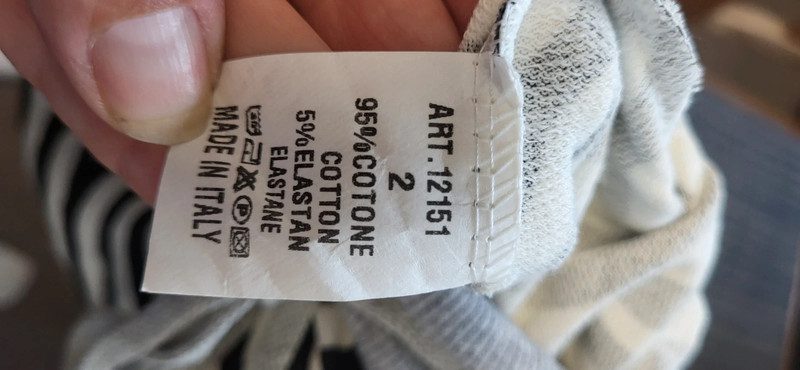 ART.12151
2
95%COTONE
COTTON
5%ELASTAN
ELASTANE
MADE IN ITALY